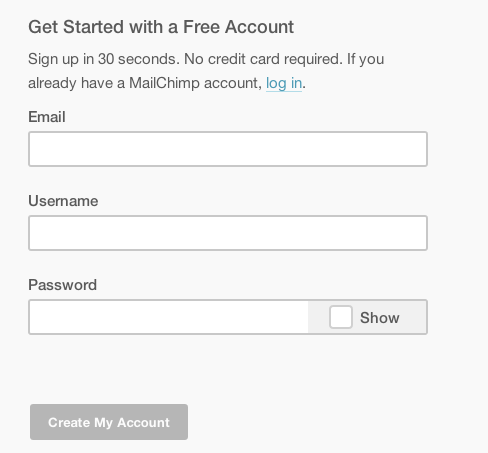 Get Started with a Free Account
Sign up in 30 seconds. No credit card required. If you
already have a MailChimp account, log in.
Email
Username
Password
Show
Create My Account